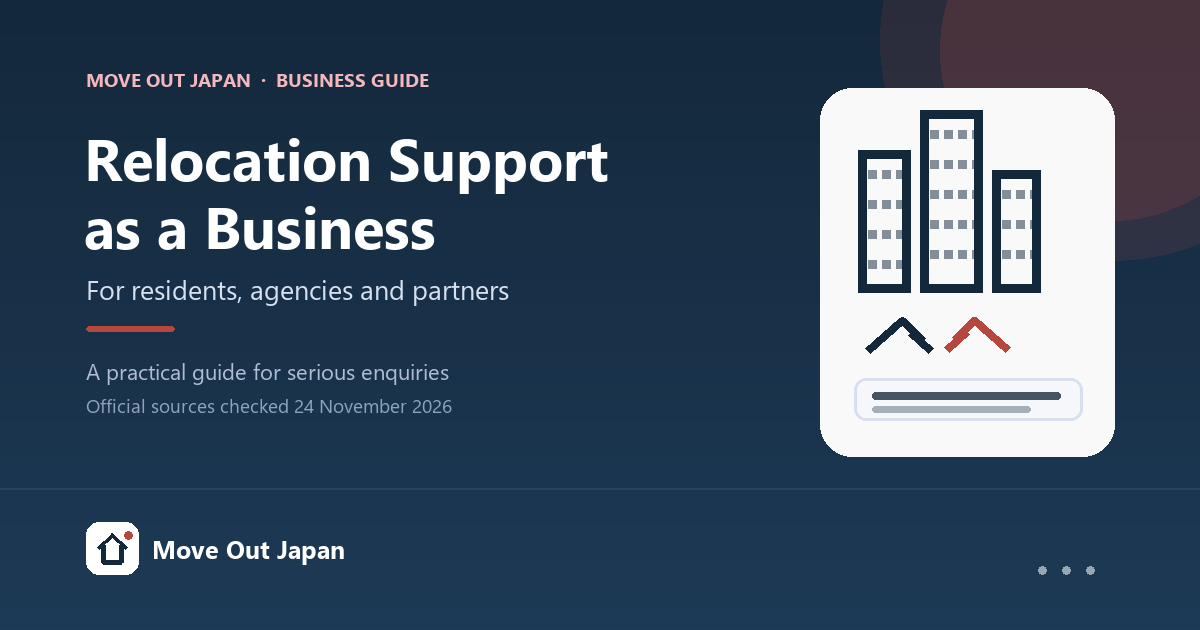 MOVE OUT JAPAN · BUSINESS GUIDE
Relocation Support
as a Business
For residents, agencies and partners
A practical guide for serious enquiries
Official sources checked 24 November 2026
Move Out Japan